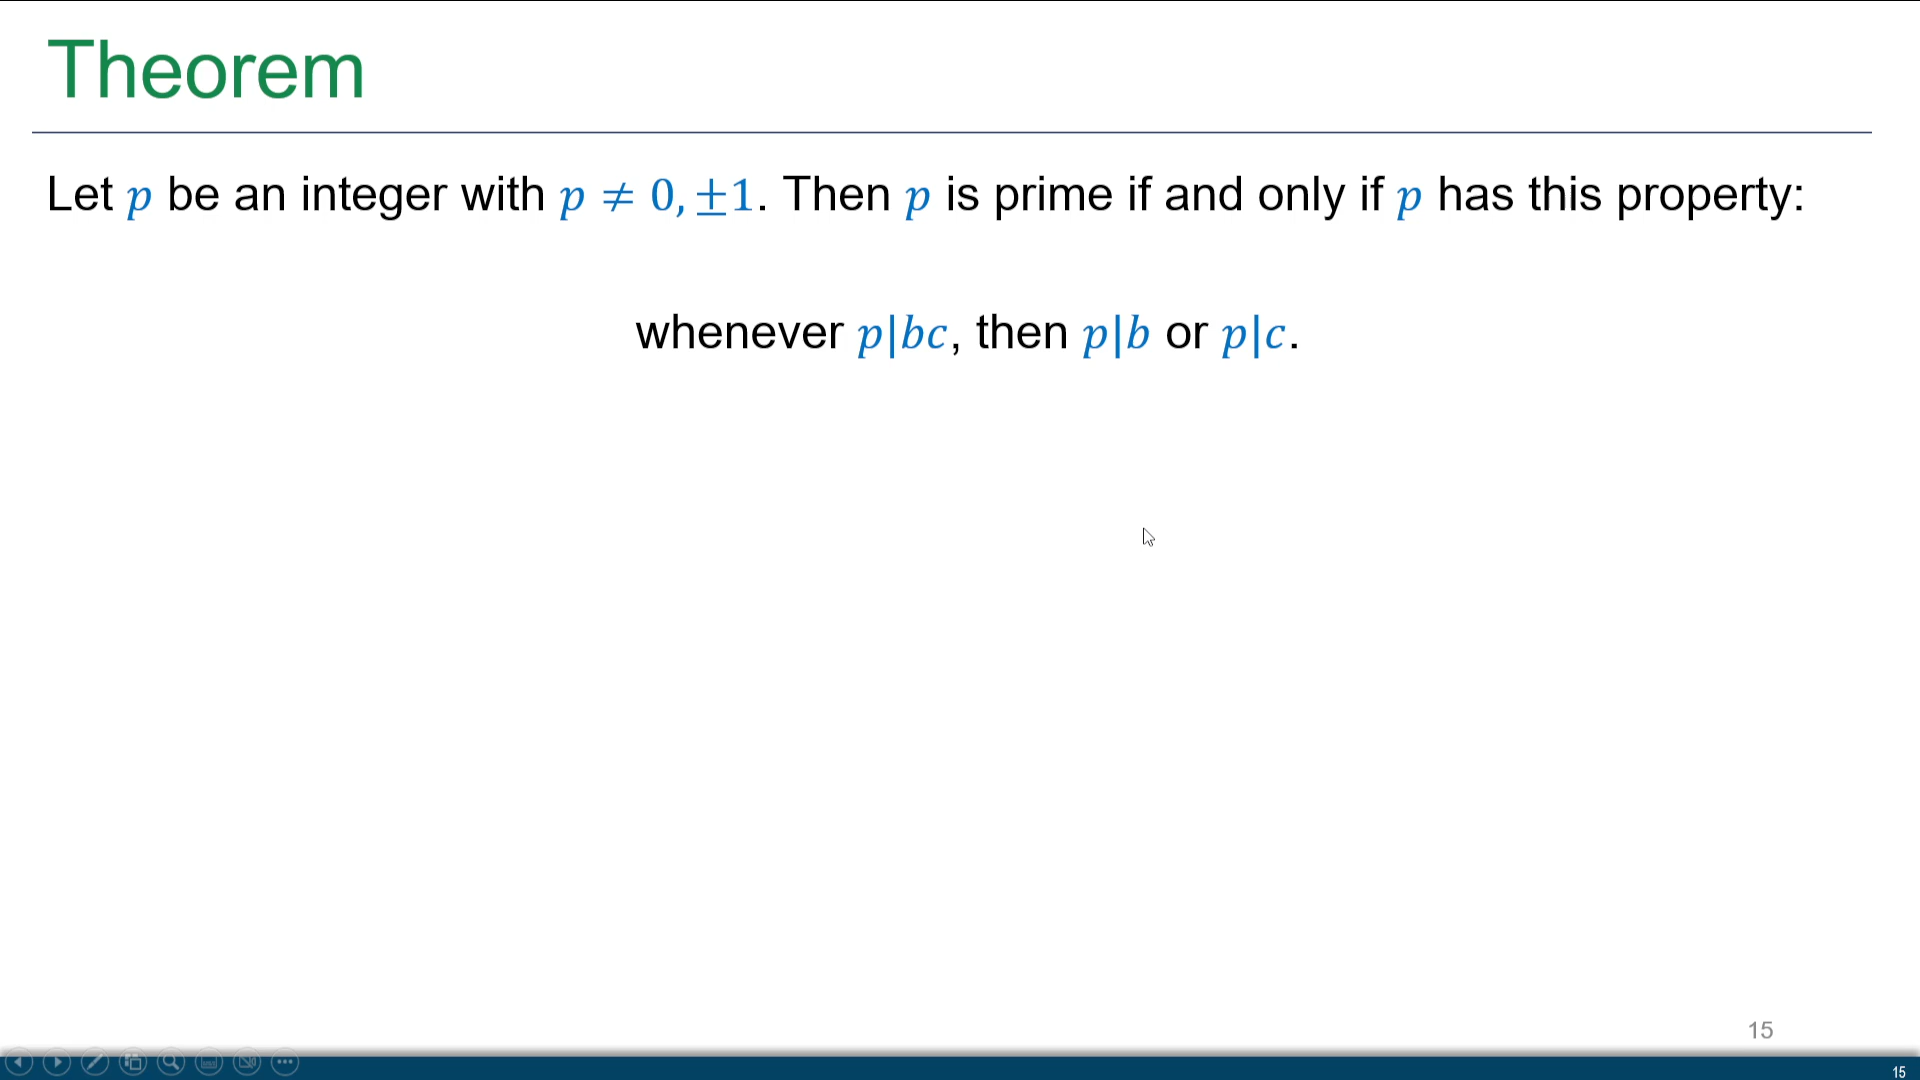 Theorem
Let p be an integer with p ≠ 0, ±1. Then p is prime if and only if p has this property:
whenever p|bc, then p|b or p|c.
15
15